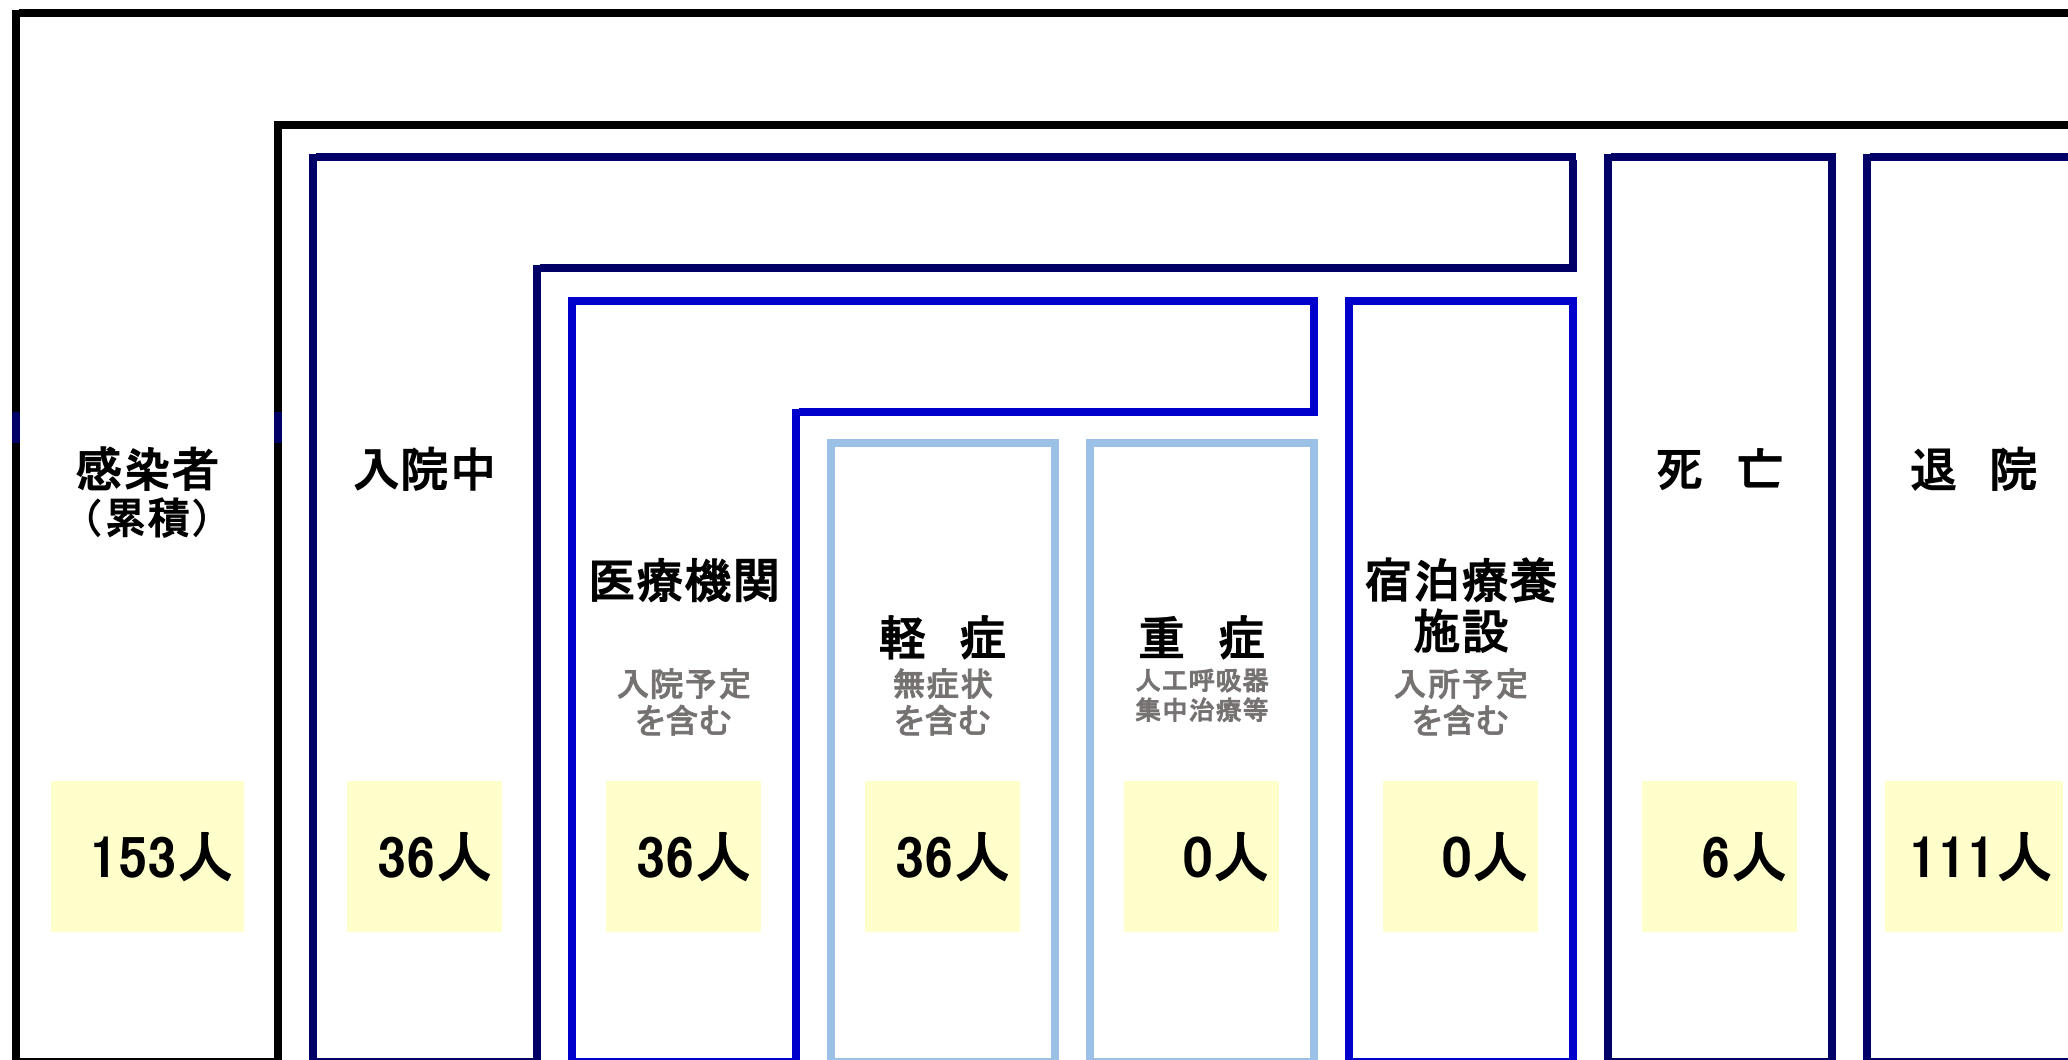 感染者
（累積）
153人
入院中
36人
医療機関
入院予定
を含む
36人
軽 症
無症状
を含む
36人
重 症
人工呼吸器
集中治療等
0人
宿泊療養
施設
入所予定
を含む
0人
死 亡
6人
退 院
111人